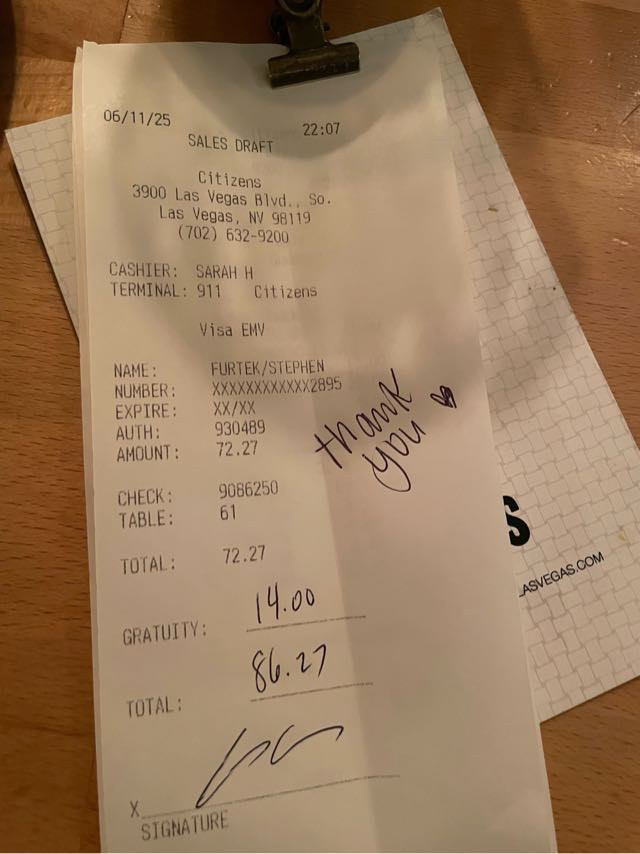 06/11/25 22:07
SALES DRAFT
Citizens
3900 Las Vegas Blvd., So.
Las Vegas, NV 98119
(702) 632-9200
CASHIER: SARAH H
TERMINAL: 911 Citizens
Visa EMV
NAME: FURTEK/STEPHEN
NUMBER: XXXXXXXXXXXX2895
EXPIRE: XX/XX
AUTH: 930489
AMOUNT: 72.27
thank
you ♥
CHECK: 9086250
TABLE: 61
TOTAL: 72.27
GRATUITY: 14.00
TOTAL: 86.27
X
SIGNATURE
S
LASVEGAS.COM